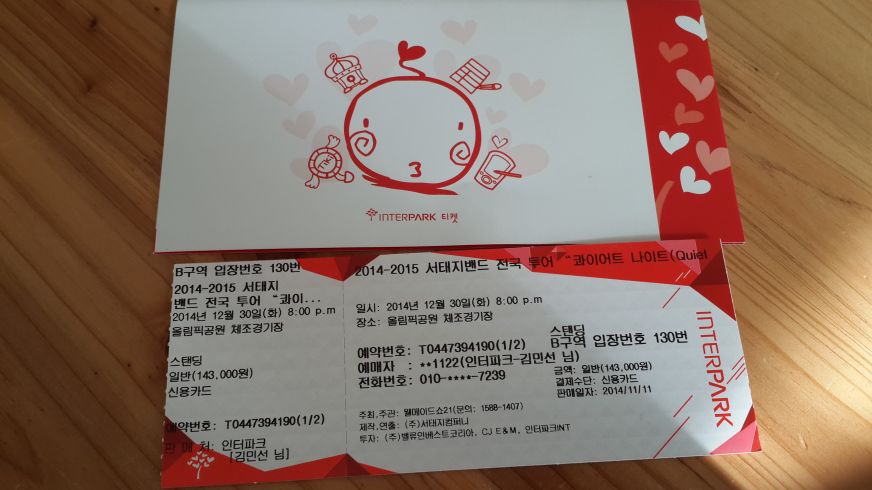 TIKI
INTERPARK 티켓
B구역 입장번호 130번
2014-2015 서태지
밴드 전국 투어 “콰이...
2014년 12월 30일(화) 8:00 p.m
올림픽공원 체조경기장
스탠딩
일반(143,000원)
신용카드
예약번호: T0447394190(1/2)
판 매 처: 인터파크
[김민선 님]
2014-2015 서태지밴드 전국 투어 “콰이어트 나이트(Quiet
일시: 2014년 12월 30일(화) 8:00 p.m
장소: 올림픽공원 체조경기장
스탠딩
B구역 입장번호 130번
예약번호: T0447394190(1/2)
예매자 : **1122(인터파크-김민선 님)
전화번호: 010-****-7239
금액: 일반(143,000원)
결제수단: 신용카드
판매일자: 2014/11/11
주최,주관: 웰메이드쇼21(문의: 1588-1407)
제작,연출: (주)서태지컴퍼니
투자: (주)밸류인베스트코리아, CJ E&M, 인터파크INT
INTERPARK